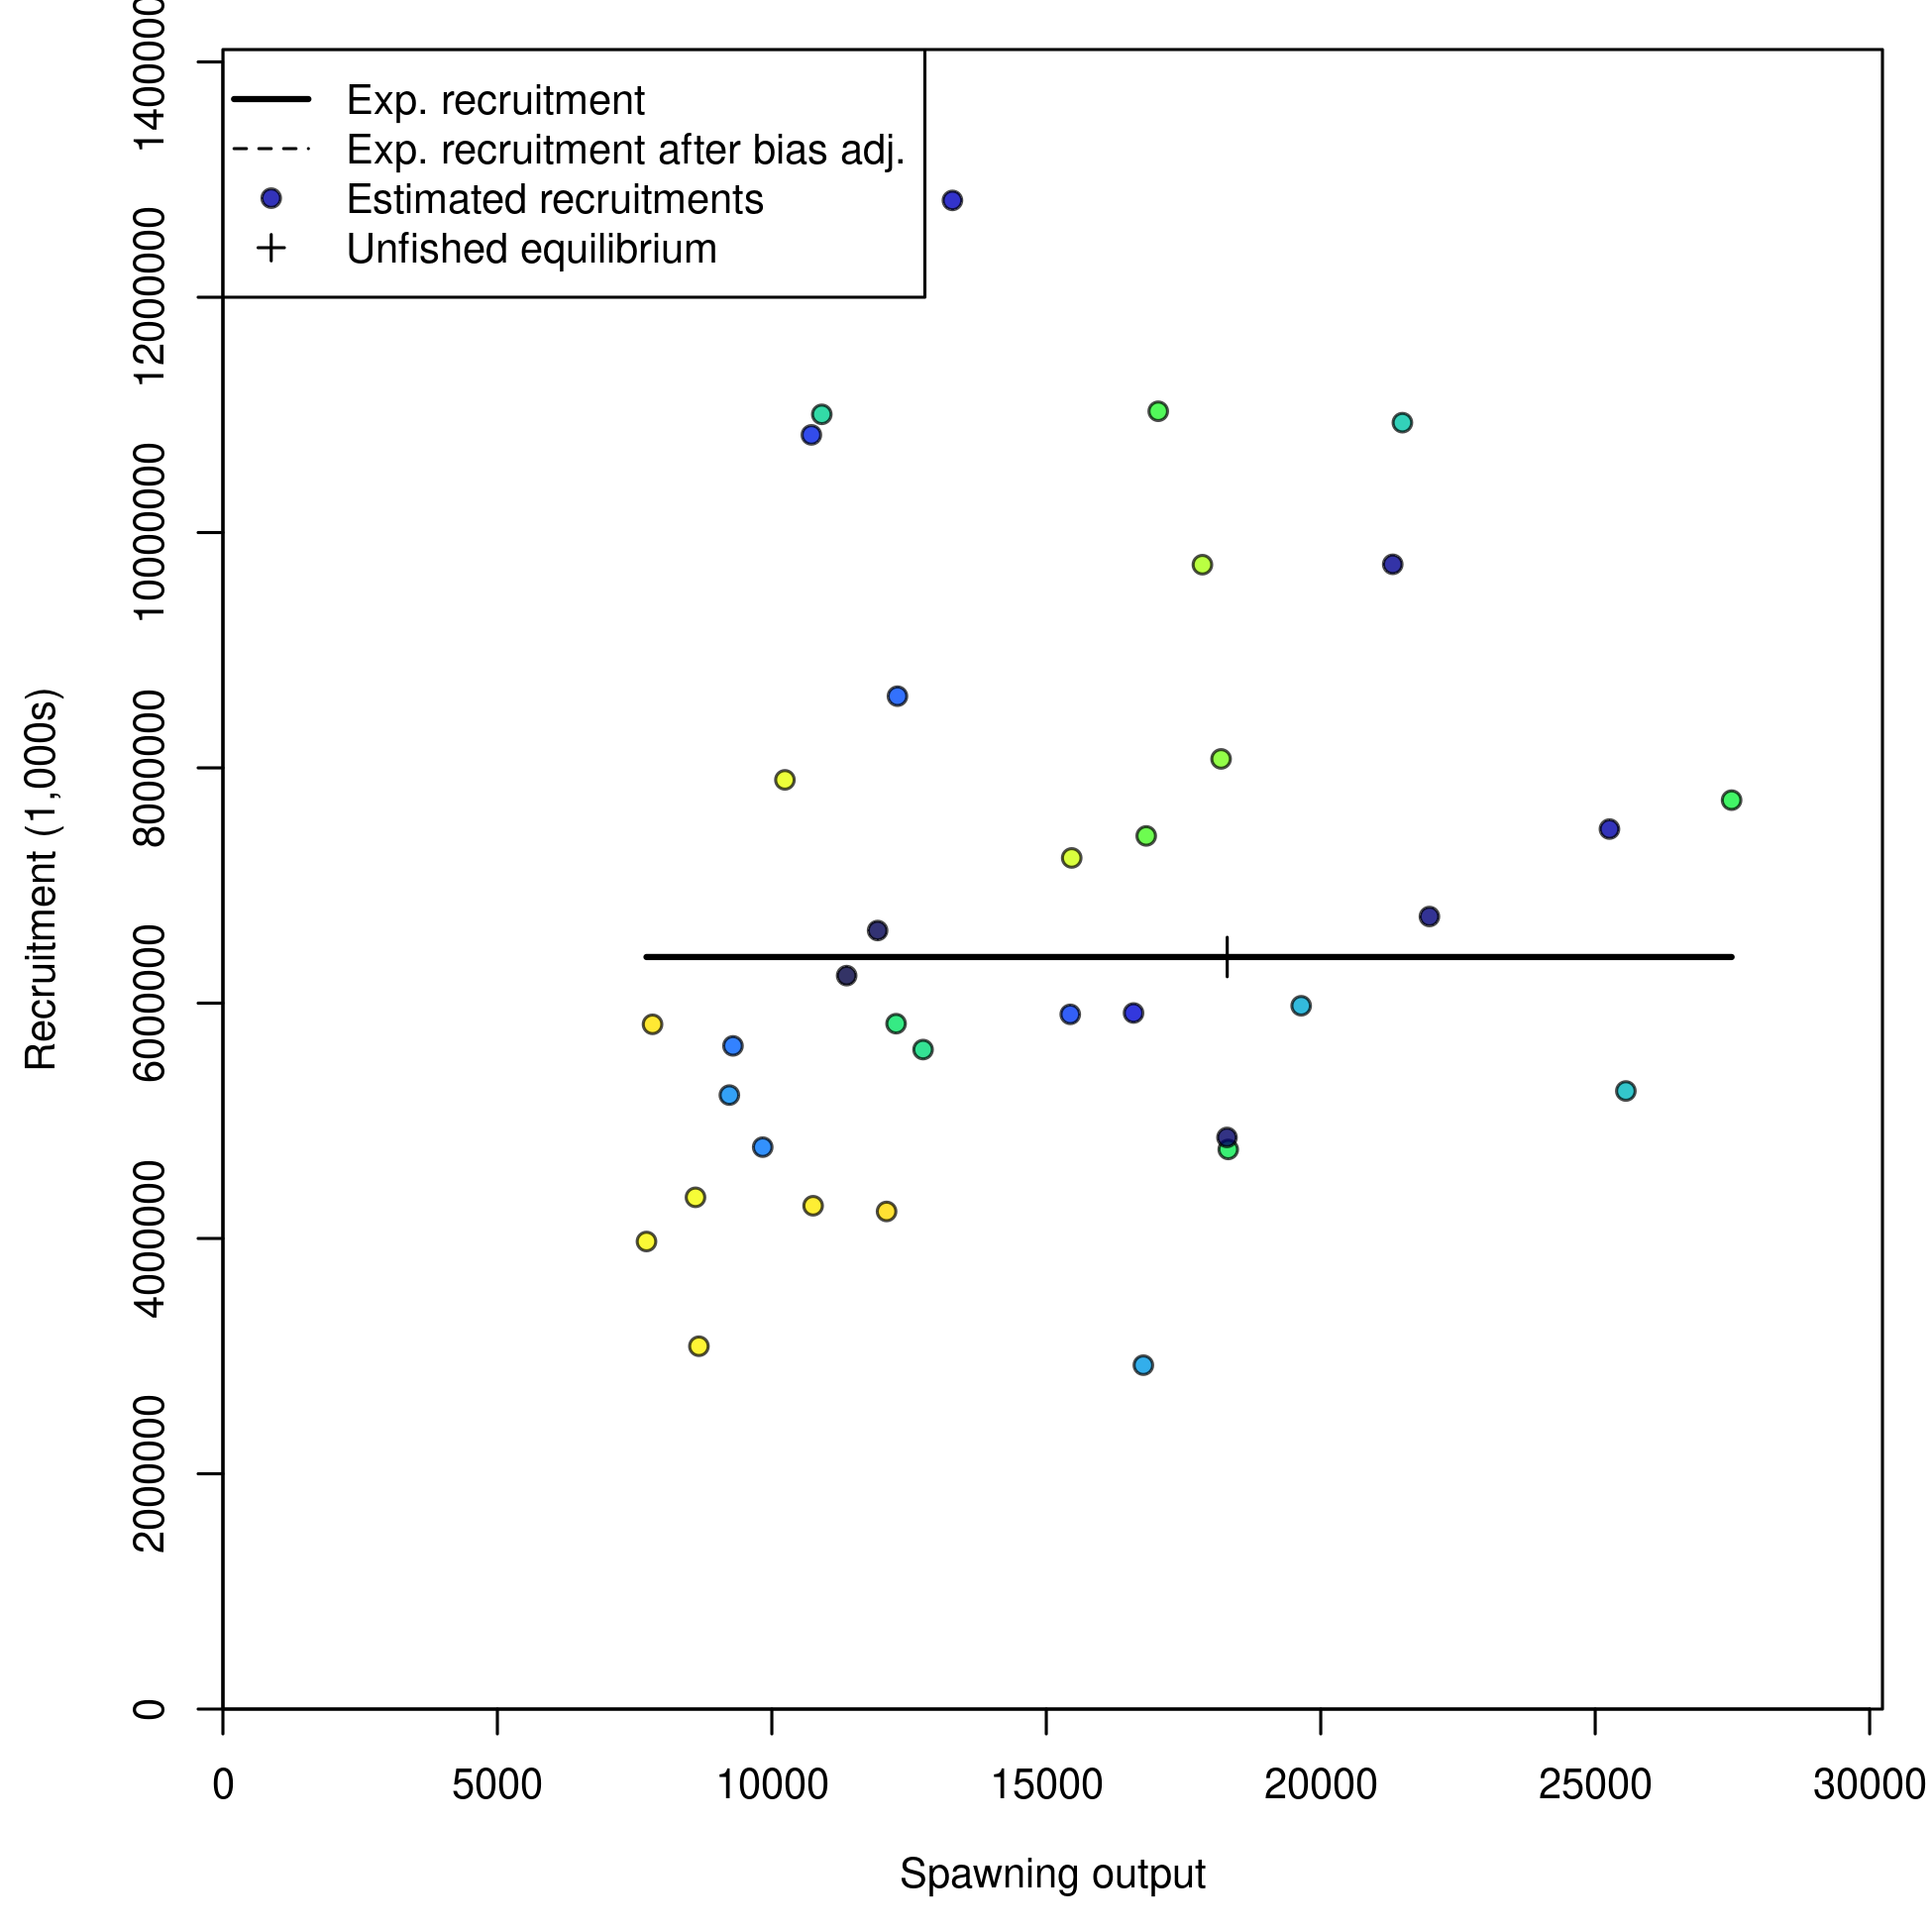 Exp. recruitment
Exp. recruitment after bias adj.
Estimated recruitments
Unfished equilibrium
Recruitment (1,000s)
1400000
12000000
10000000
8000000
6000000
4000000
2000000
0
0 5000 10000 15000 20000 25000 30000
Spawning output